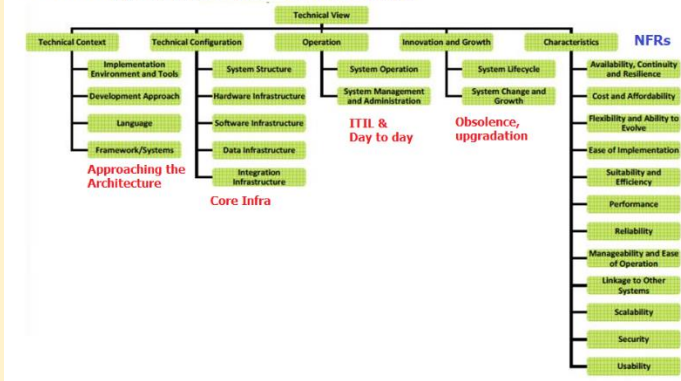 Technical View
Technical Context
Technical Configuration
Operation
Innovation and Growth
Characteristics
NFRs
Implementation
Environment and Tools
Development Approach
Language
Framework/Systems
Approaching the
Architecture
System Structure
Hardware Infrastructure
Software Infrastructure
Data Infrastructure
Integration
Infrastructure
Core Infra
System Operation
System Management
and Administration
ITIL &
Day to day
System Lifecycle
System Change and
Growth
Obsolence,
upgradation
Availability, Continuity
and Resilience
Cost and Affordability
Flexibility and Ability to
Evolve
Ease of Implementation
Suitability and
Efficiency
Performance
Reliability
Manageability and Ease
of Operation
Linkage to Other
Systems
Scalability
Security
Usability